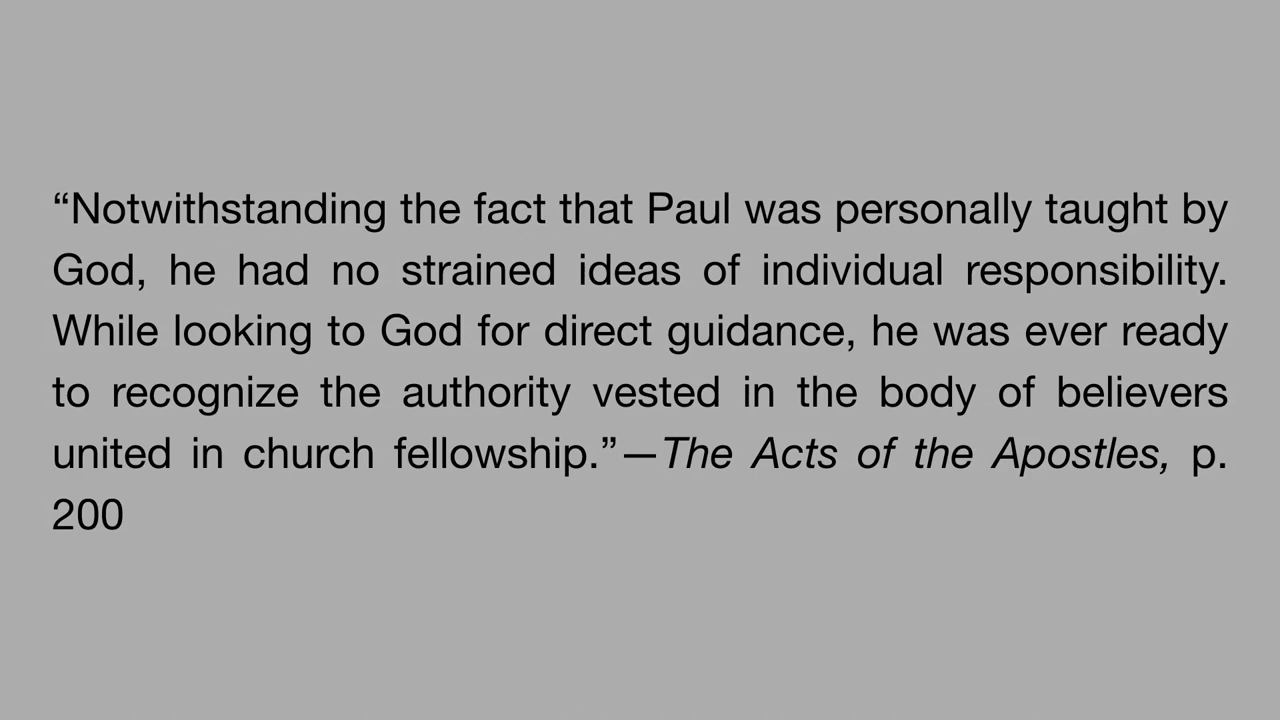 “Notwithstanding the fact that Paul was personally taught by
God, he had no strained ideas of individual responsibility.
While looking to God for direct guidance, he was ever ready
to recognize the authority vested in the body of believers
united in church fellowship.”—The Acts of the Apostles, p.
200